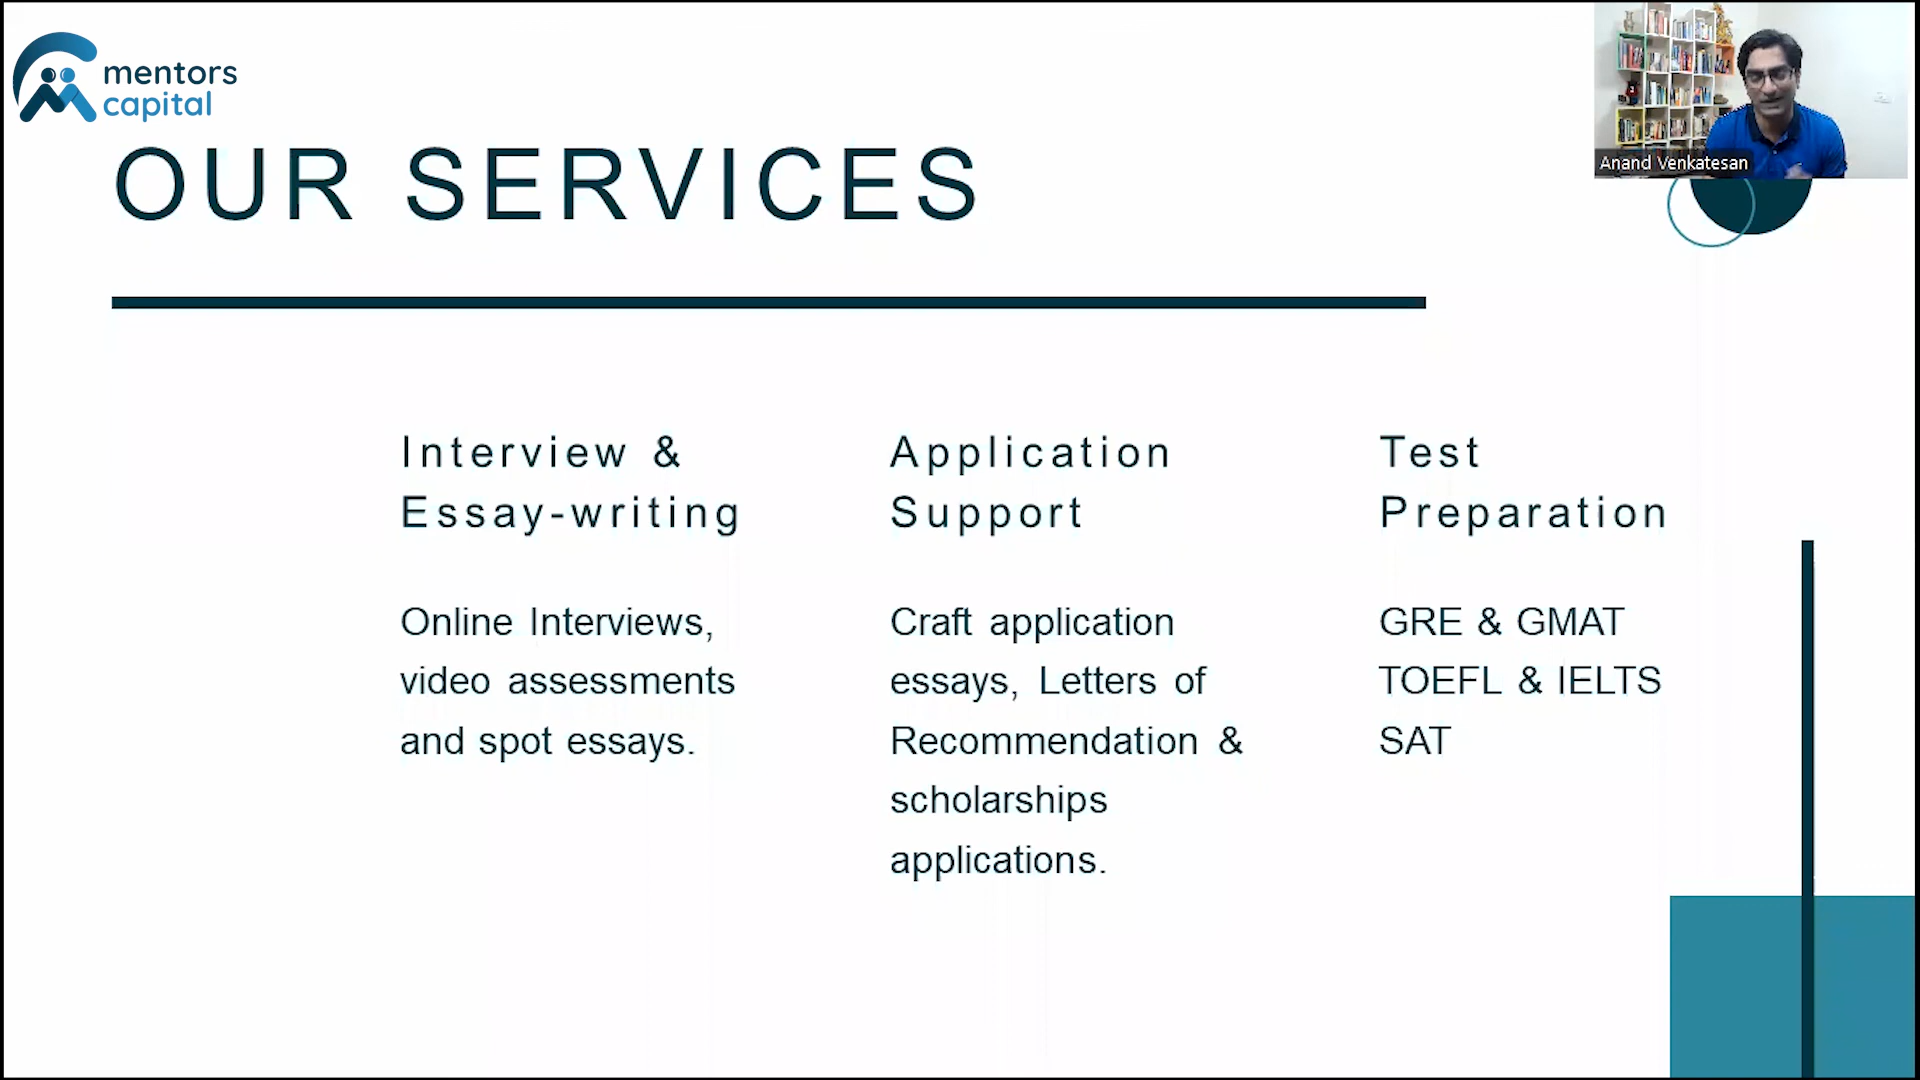 mentors
capital
Anand Venkatesan
OUR SERVICES
Interview &
Essay-writing
Online Interviews,
video assessments
and spot essays.
Application
Support
Craft application
essays, Letters of
Recommendation &
scholarships
applications.
Test
Preparation
GRE & GMAT
TOEFL & IELTS
SAT